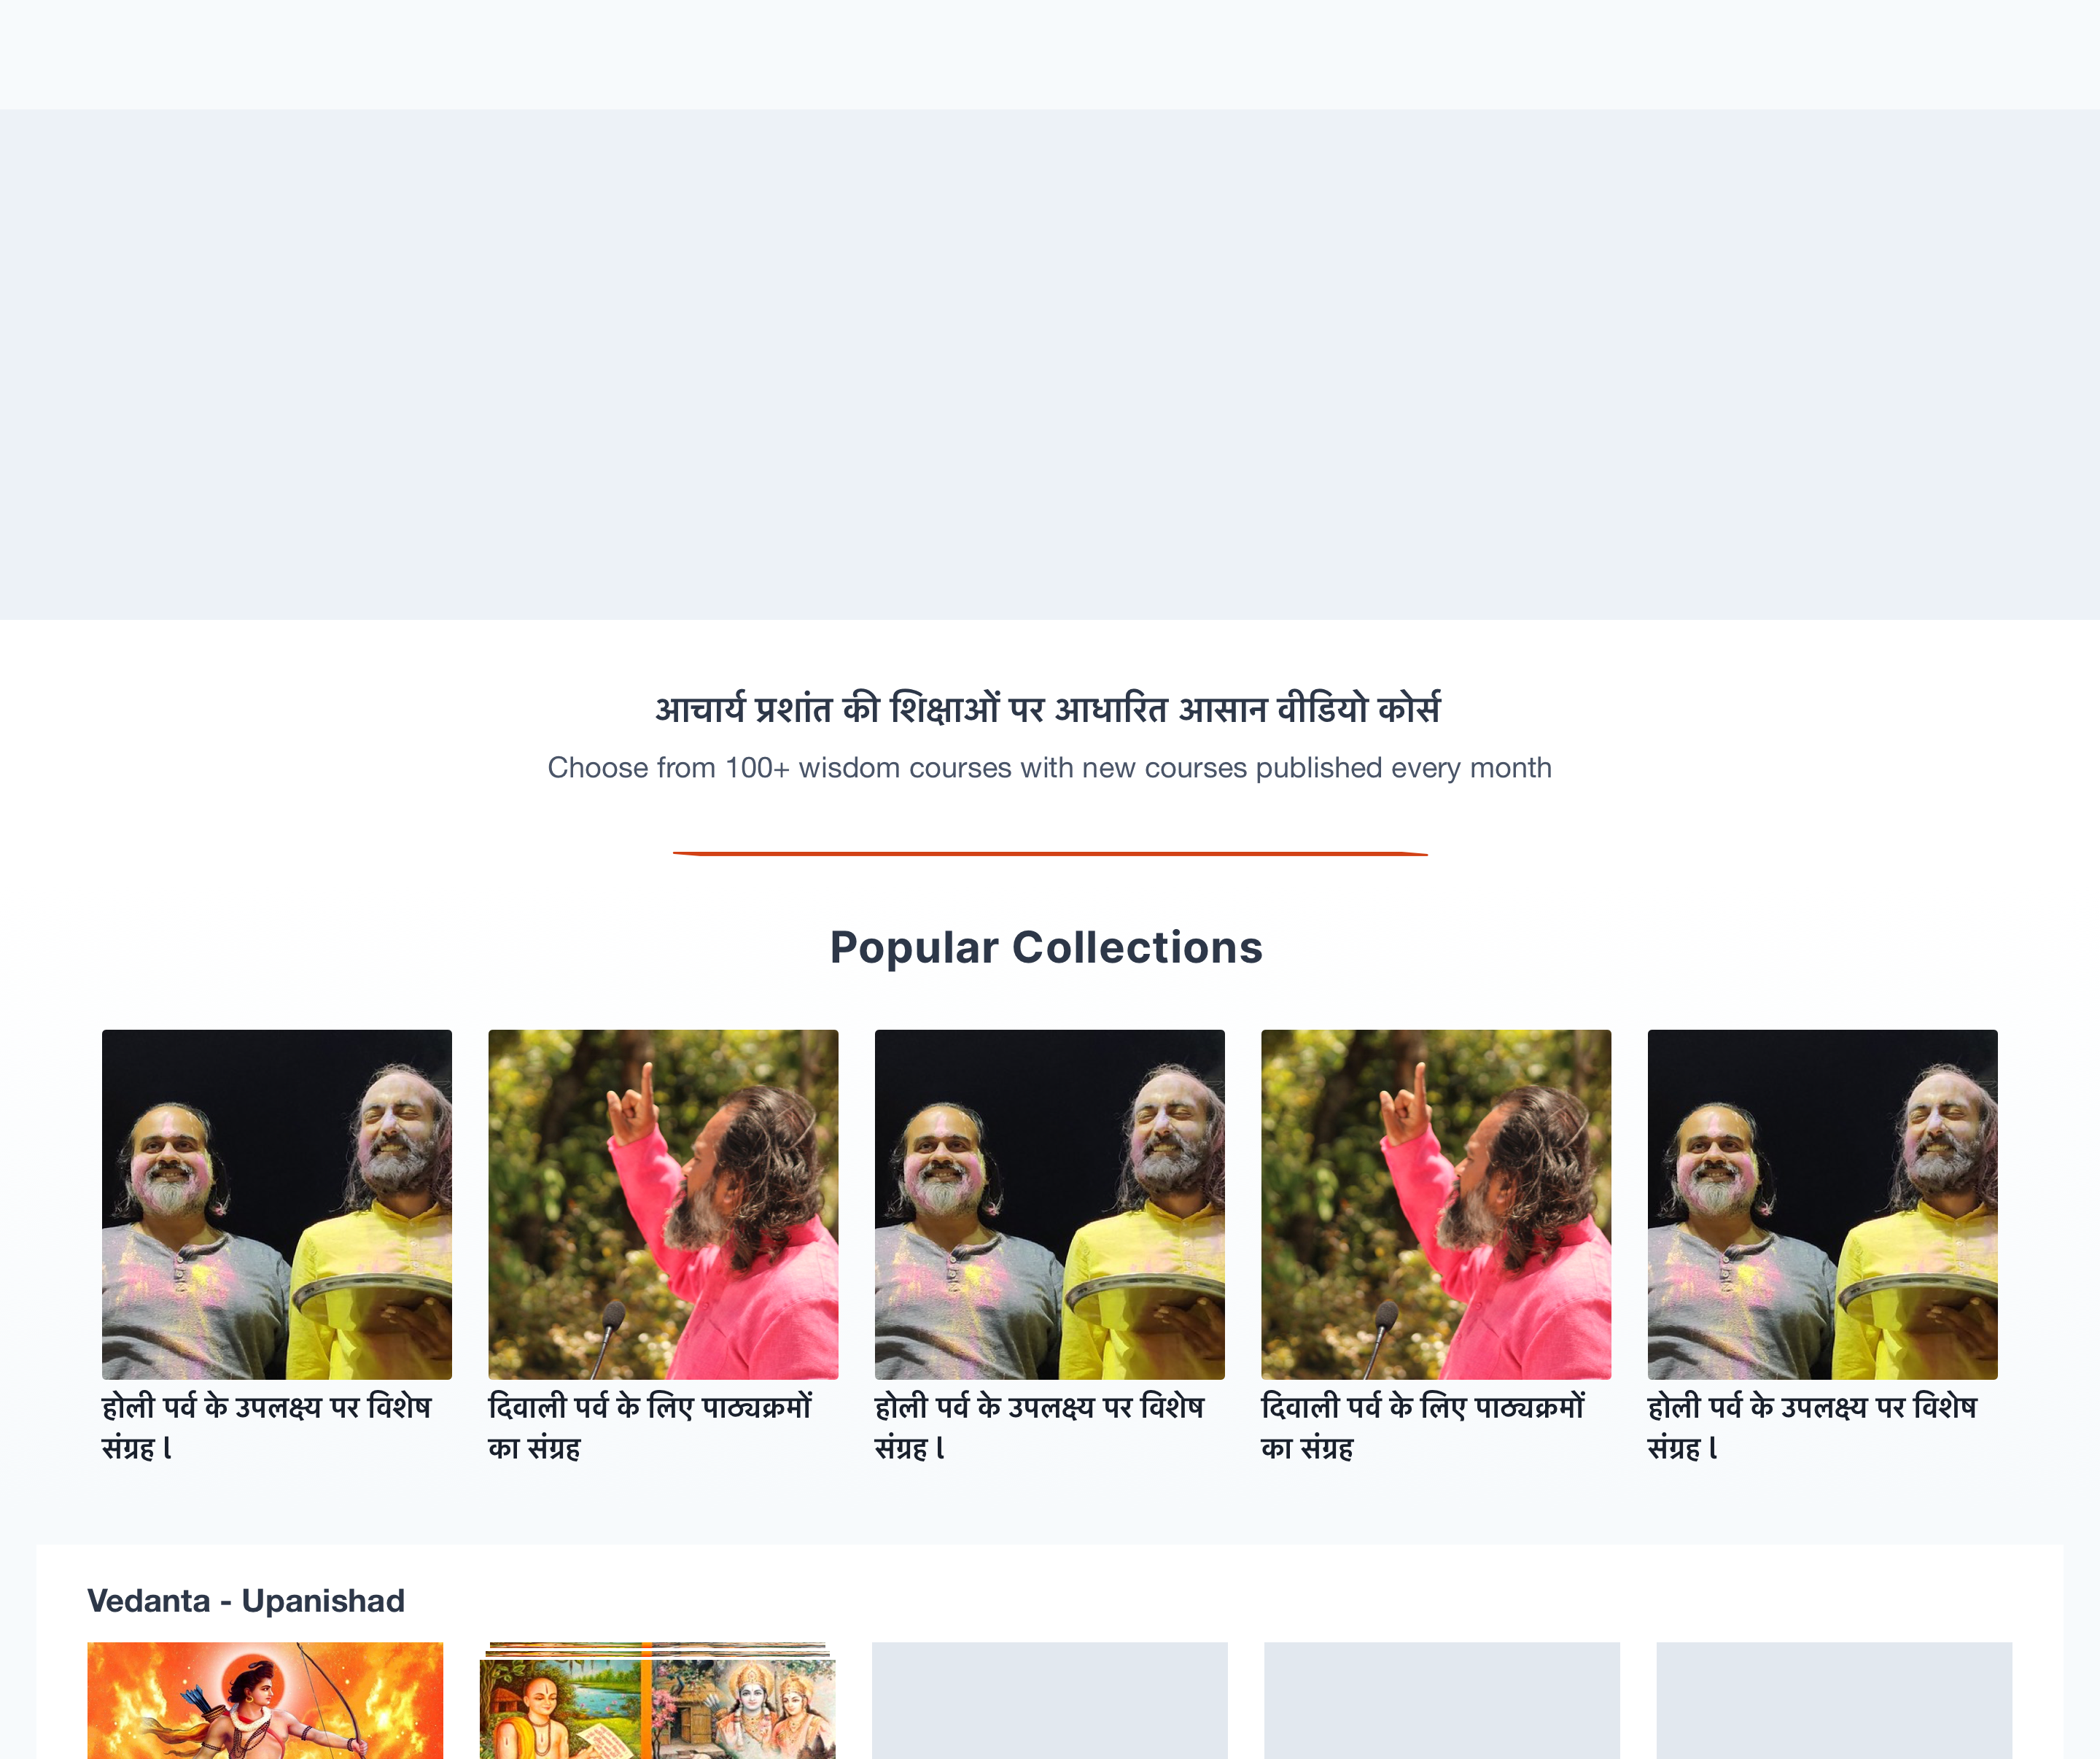 आचार्य प्रशांत की शिक्षाओं पर आधारित आसान वीडियो कोर्स
Choose from 100+ wisdom courses with new courses published every month
Popular Collections
होली पर्व के उपलक्ष्य पर विशेष
संग्रह l
दिवाली पर्व के लिए पाठ्यक्रमों
का संग्रह
होली पर्व के उपलक्ष्य पर विशेष
संग्रह l
दिवाली पर्व के लिए पाठ्यक्रमों
का संग्रह
होली पर्व के उपलक्ष्य पर विशेष
संग्रह l
Vedanta - Upanishad